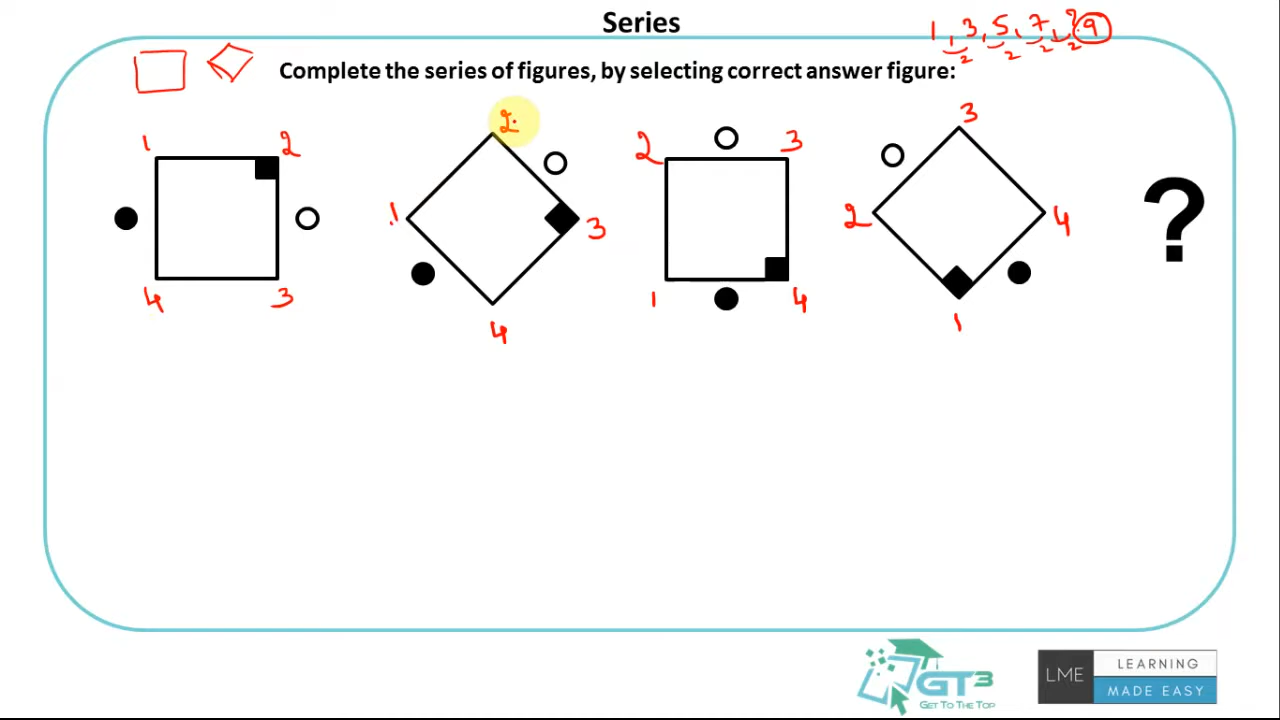 Series
1, 3, 5, 7, ? 9
2 2 2 2
Complete the series of figures, by selecting correct answer figure:
1 2 2 2 3 3
1 3 2 4
4 3 4 1 4 1
?
GT3
GET TO THE TOP
LME LEARNING
MADE EASY